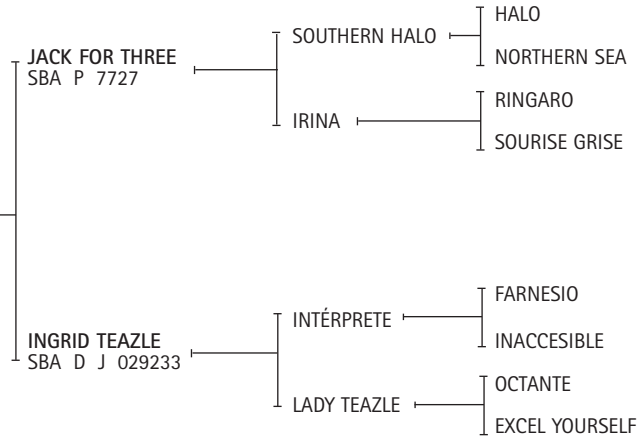 HALO
SOUTHERN HALO
JACK FOR THREE
SBA P 7727
NORTHERN SEA
RINGARO
IRINA
SOURISE GRISE
FARNESIO
INTÉRPRETE
INACCESIBLE
INGRID TEAZLE
SBA D J 029233
OCTANTE
LADY TEAZLE
EXCEL YOURSELF